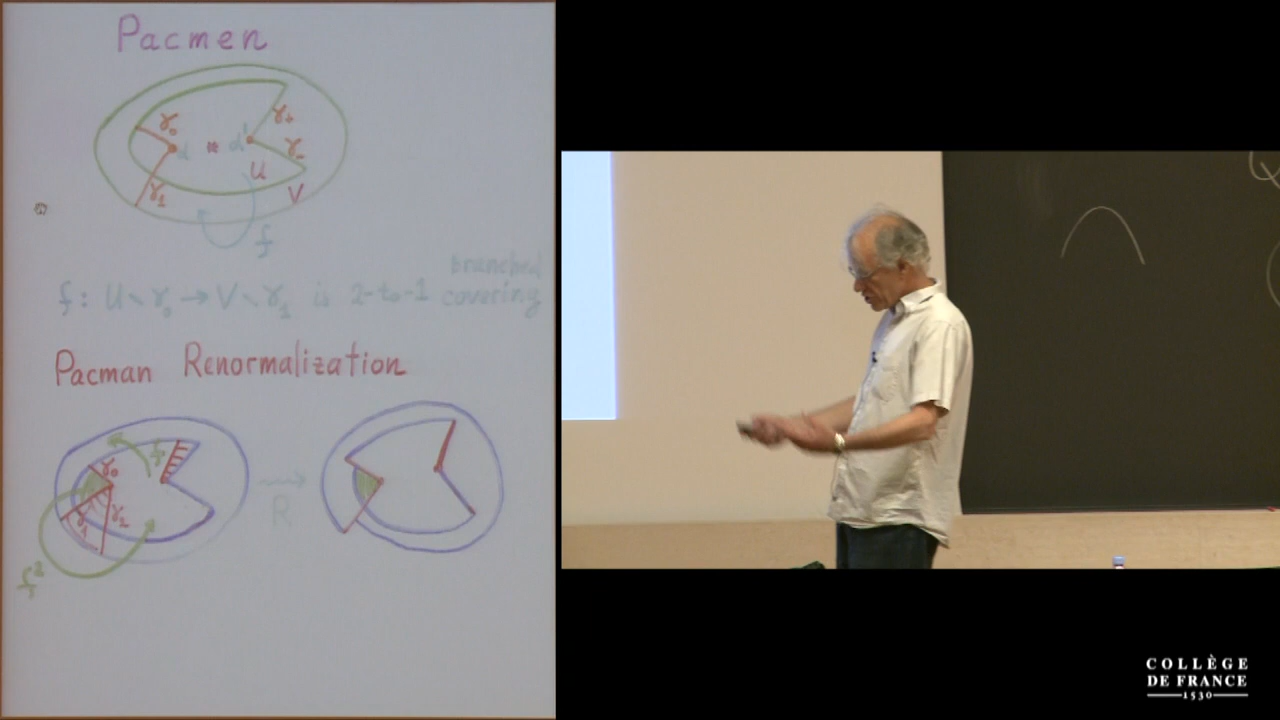 Pacmen
γ₀ γ₊
α α'
γ₋
U
γ₁ V
f
f: U∖γ₀ → V∖γ₁ is 2-to-1 branched covering
Pacman Renormalization
f
γ₀
γ₁ γ₂
R
f²
COLLÈGE
DE FRANCE
1530